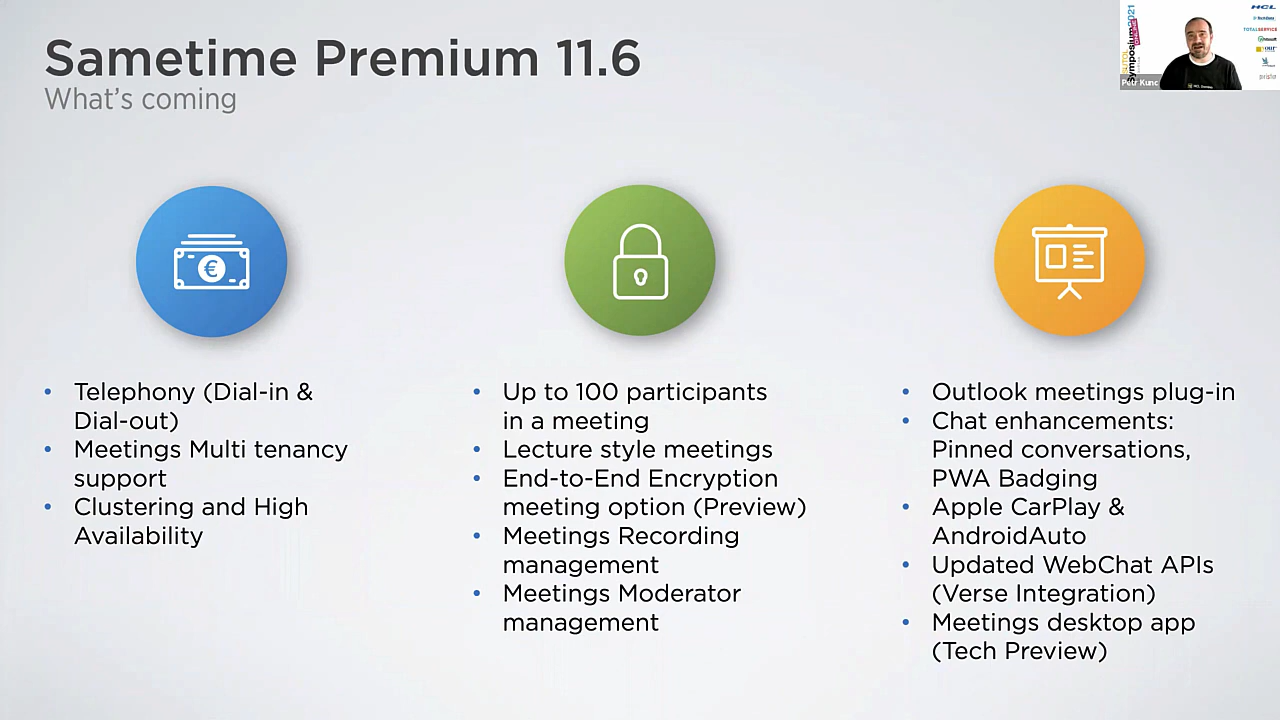 Sametime Premium 11.6
What's coming
• Telephony (Dial-in &
Dial-out)
• Meetings Multi tenancy
support
• Clustering and High
Availability
• Up to 100 participants
in a meeting
• Lecture style meetings
• End-to-End Encryption
meeting option (Preview)
• Meetings Recording
management
• Meetings Moderator
management
• Outlook meetings plug-in
• Chat enhancements:
Pinned conversations,
PWA Badging
• Apple CarPlay &
AndroidAuto
• Updated WebChat APIs
(Verse Integration)
• Meetings desktop app
(Tech Preview)
€
symposium2021
HCL
TOTALSERVICE
Petr Kunc